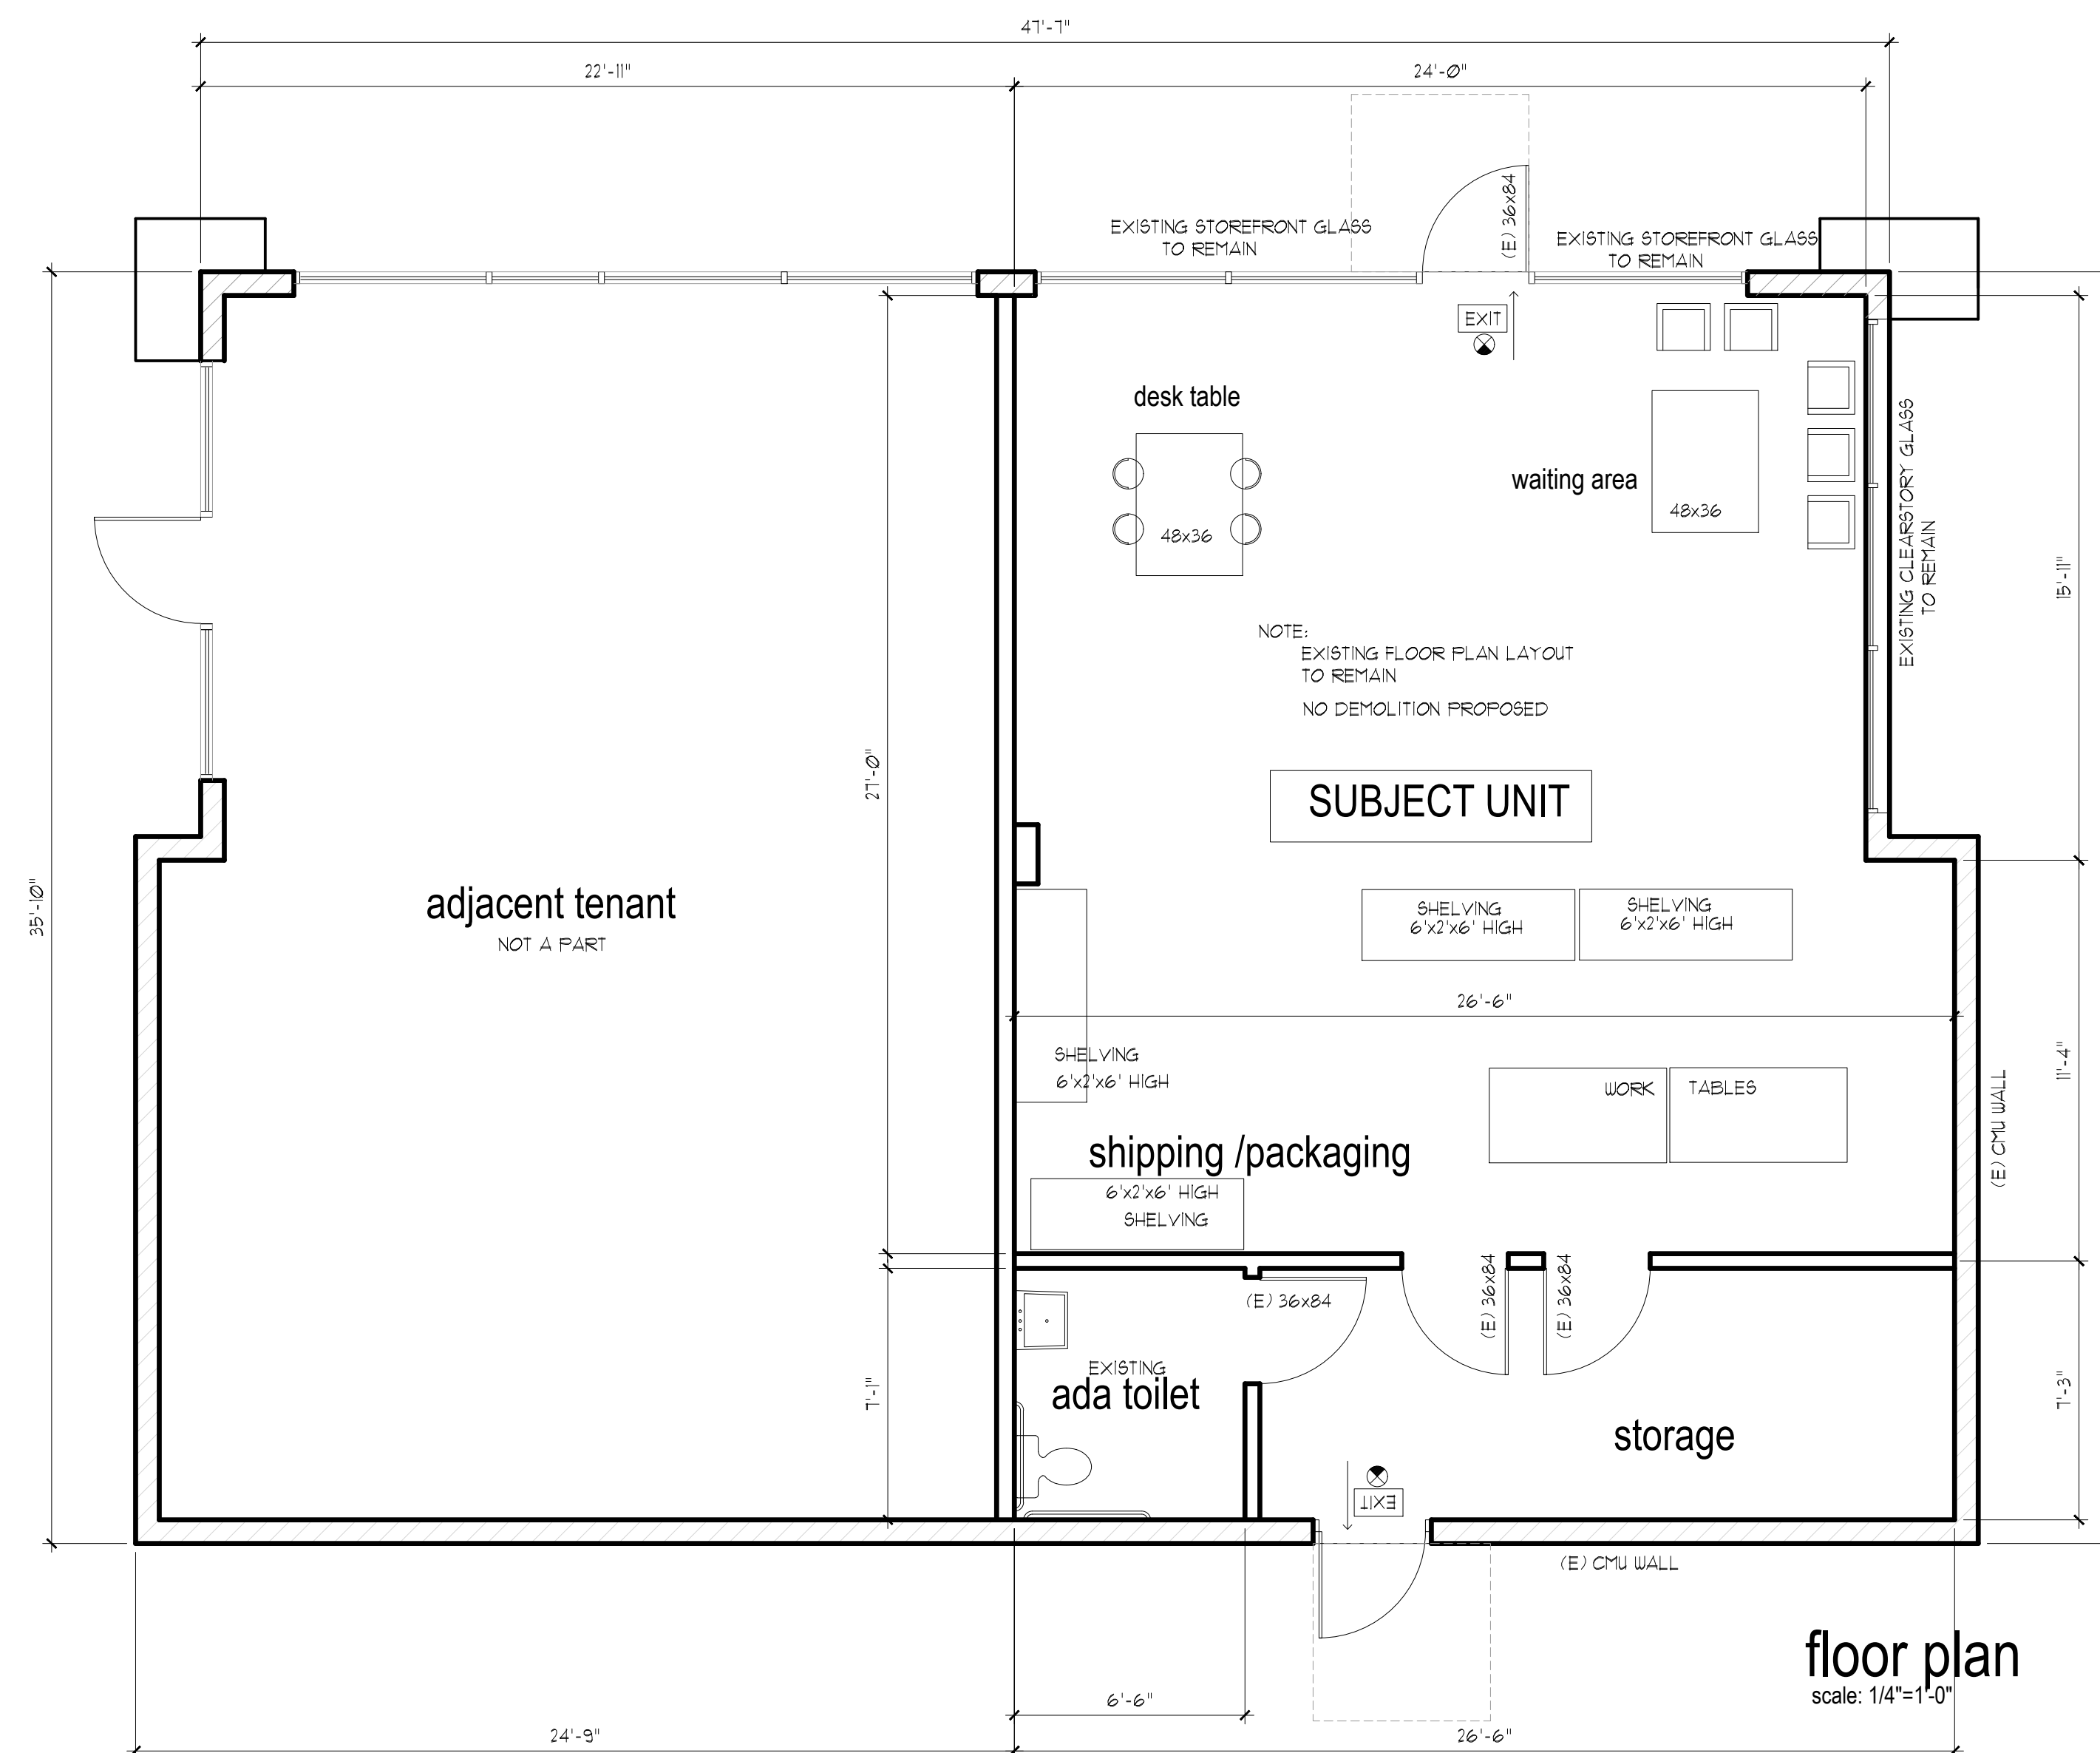 47'-7"
22'-11"
24'-0"
EXISTING STOREFRONT GLASS
TO REMAIN
(E) 36x84
EXISTING STOREFRONT GLASS
TO REMAIN
EXIT
desk table
48x36
waiting area
48x36
EXISTING CLEARSTORY GLASS
TO REMAIN
15'-11"
NOTE:
EXISTING FLOOR PLAN LAYOUT
TO REMAIN
NO DEMOLITION PROPOSED
27'-0"
SUBJECT UNIT
35'-10"
adjacent tenant
NOT A PART
SHELVING
6'x2'x6' HIGH
SHELVING
6'x2'x6' HIGH
26'-6"
SHELVING
6'x2'x6' HIGH
WORK TABLES
11'-4"
(E) CMU WALL
shipping /packaging
6'x2'x6' HIGH
SHELVING
(E) 36x84
(E) 36x84
(E) 36x84
EXISTING
ada toilet
7'-1"
7'-3"
storage
EXIT
(E) CMU WALL
floor plan
scale: 1/4"=1'-0"
6'-6"
24'-9"
26'-6"